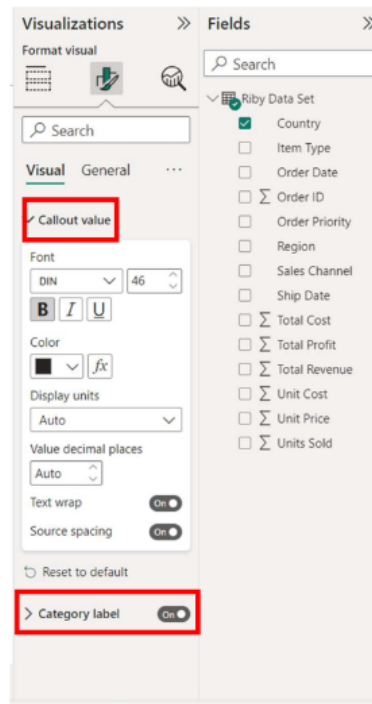 Visualizations
Format visual
Search
Visual General ...
Callout value
Font
DIN 46
B I U
Color
fx
Display units
Auto
Value decimal places
Auto
Text wrap On
Source spacing On
Reset to default
Category label On
Fields
Search
Riby Data Set
Country
Item Type
Order Date
∑ Order ID
Order Priority
Region
Sales Channel
Ship Date
∑ Total Cost
∑ Total Profit
∑ Total Revenue
∑ Unit Cost
∑ Unit Price
∑ Units Sold